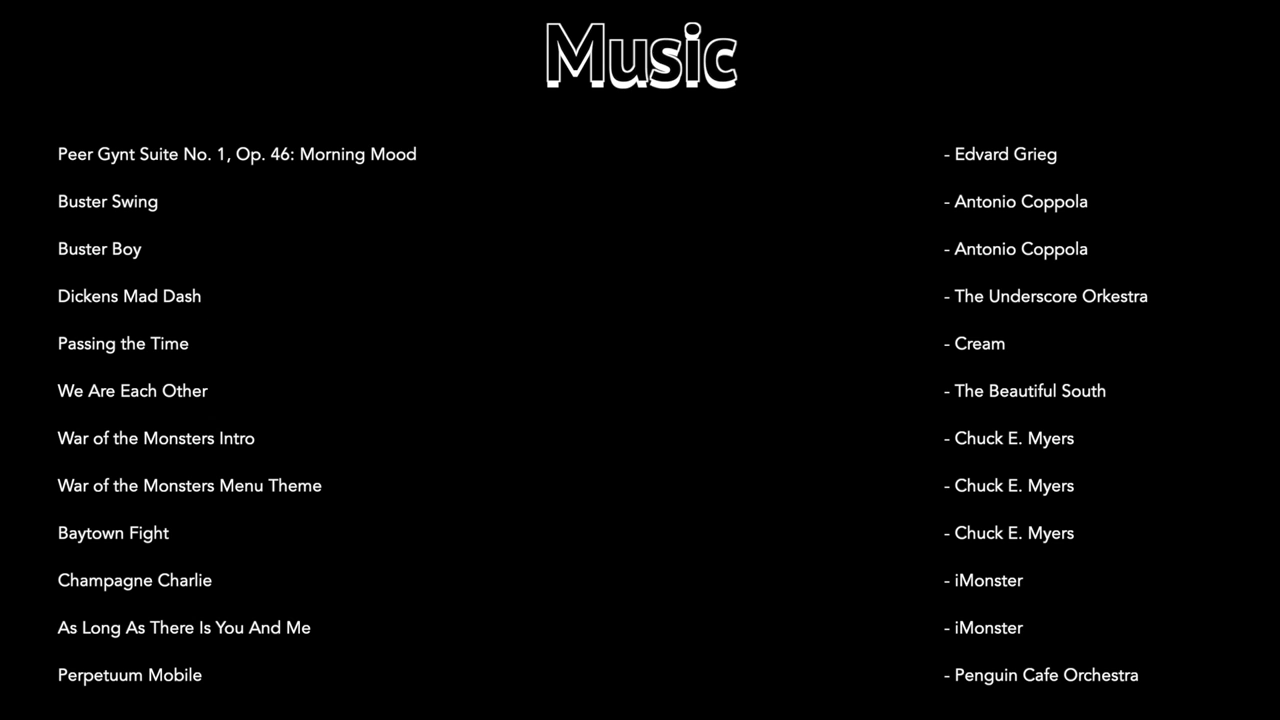 Music
Peer Gynt Suite No. 1, Op. 46: Morning Mood - Edvard Grieg
Buster Swing - Antonio Coppola
Buster Boy - Antonio Coppola
Dickens Mad Dash - The Underscore Orkestra
Passing the Time - Cream
We Are Each Other - The Beautiful South
War of the Monsters Intro - Chuck E. Myers
War of the Monsters Menu Theme - Chuck E. Myers
Baytown Fight - Chuck E. Myers
Champagne Charlie - iMonster
As Long As There Is You And Me - iMonster
Perpetuum Mobile - Penguin Cafe Orchestra